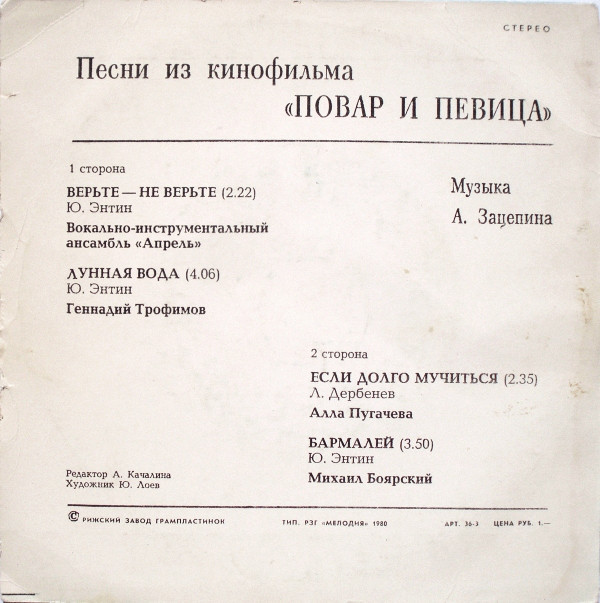 СТЕРЕО
Песни из кинофильма
«ПОВАР И ПЕВИЦА»
1 сторона
ВЕРЬТЕ — НЕ ВЕРЬТЕ (2.22)
Ю. Энтин
Вокально-инструментальный
ансамбль «Апрель»
ЛУННАЯ ВОДА (4.06)
Ю. Энтин
Геннадий Трофимов
Музыка
А. Зацепина
2 сторона
ЕСЛИ ДОЛГО МУЧИТЬСЯ (2.35)
Л. Дербенев
Алла Пугачева
БАРМАЛЕЙ (3.50)
Ю. Энтин
Михаил Боярский
Редактор А. Качалина
Художник Ю. Лоев
© РИЖСКИЙ ЗАВОД ГРАМПЛАСТИНОК ТИП. РЗГ «МЕЛОДИЯ» 1980 АРТ. 36-3 ЦЕНА РУБ. 1.—